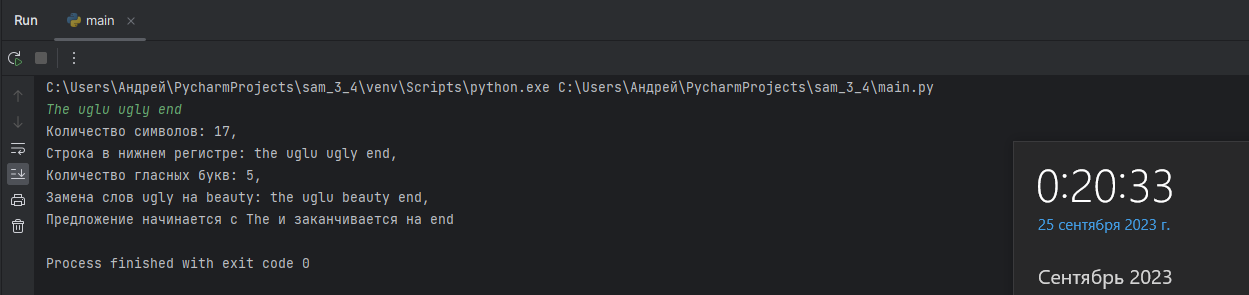 Run main
C:\Users\Андрей\PycharmProjects\sam_3_4\venv\Scripts\python.exe C:\Users\Андрей\PycharmProjects\sam_3_4\main.py
The uglu ugly end
Количество символов: 17,
Строка в нижнем регистре: the uglu ugly end,
Количество гласных букв: 5,
Замена слов ugly на beauty: the uglu beauty end,
Предложение начинается с The и заканчивается на end
Process finished with exit code 0
0:20:33
25 сентября 2023 г.
Сентябрь 2023